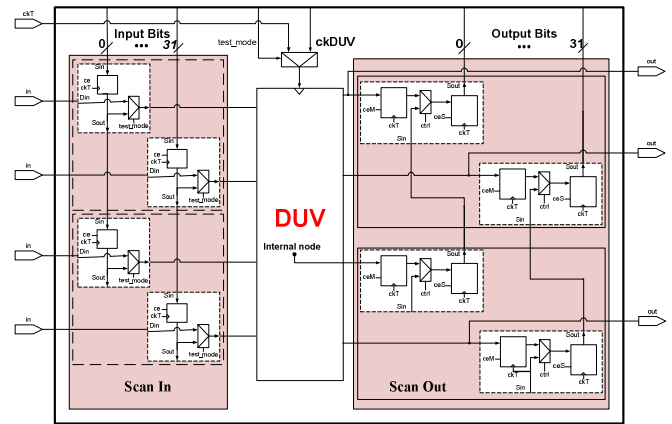 ckT
Input Bits
0 ... 31
test_mode
ckDUV
Output Bits
0 ... 31
out
Sin
ce
ckT
Din
Sout
test_mode
in
ceM
ckT
Sin
ctrl
Sout
ceS
ckT
out
Sin
ce
ckT
Din
Sout
test_mode
in
ceM
ckT
Sin
ctrl
Sout
ceS
ckT
DUV
Internal node
Sin
ce
ckT
Din
Sout
test_mode
in
ceM
ckT
Sin
ctrl
Sout
ceS
ckT
Sin
ce
ckT
Din
Sout
test_mode
in
ceM
ckT
Sin
ctrl
Sout
ceS
ckT
out
Scan In
Scan Out